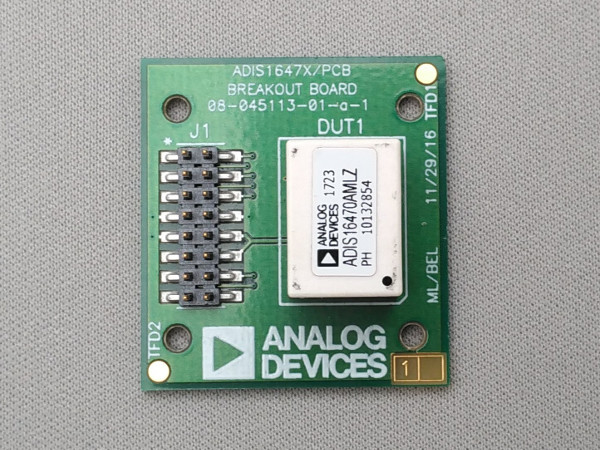 ADIS1647X/PCB
BREAKOUT BOARD
08-045113-01-a-1
TFD1
* J1
DUT1
11/29/16
ML/BEL
ANALOG
DEVICES 1723
ADIS16470AMLZ
PH 10132854
TFD2
ANALOG
DEVICES
1